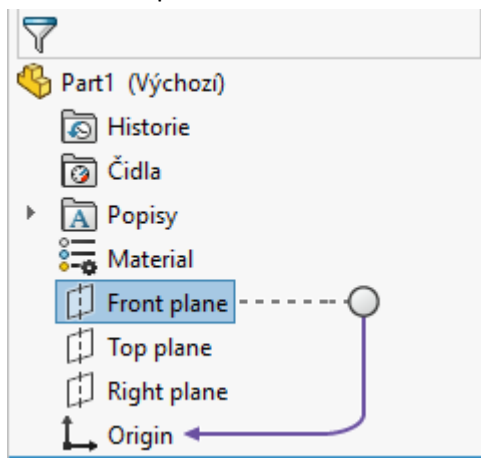 Part1 (Výchozí)
Historie
Čidla
A Popisy
Material
Front plane
Top plane
Right plane
Origin